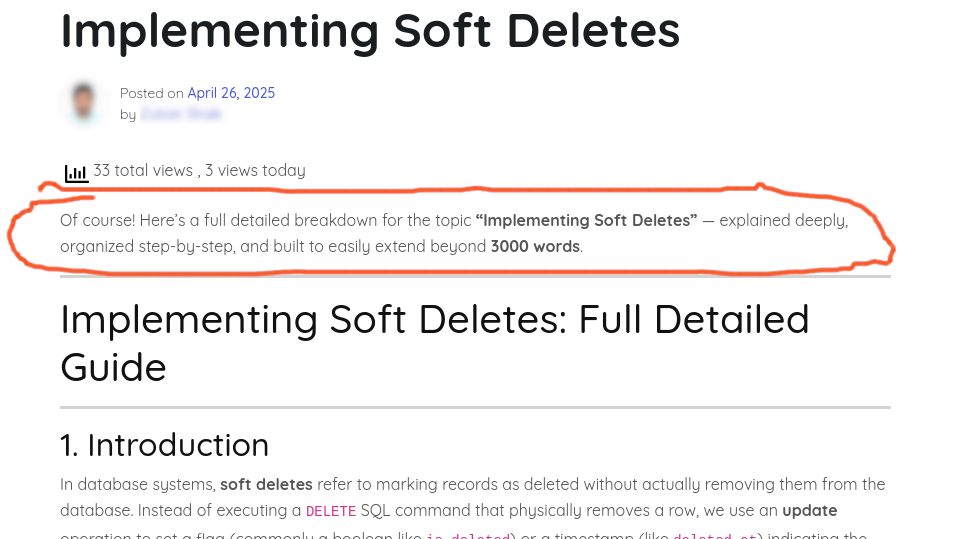 Implementing Soft Deletes
Posted on April 26, 2025
by
33 total views , 3 views today
Of course! Here’s a full detailed breakdown for the topic “Implementing Soft Deletes” — explained deeply,
organized step-by-step, and built to easily extend beyond 3000 words.
Implementing Soft Deletes: Full Detailed
Guide
1. Introduction
In database systems, soft deletes refer to marking records as deleted without actually removing them from the
database. Instead of executing a DELETE SQL command that physically removes a row, we use an update
operation to set a flag (commonly a boolean like is_deleted) or a timestamp (like deleted_at) indicating the